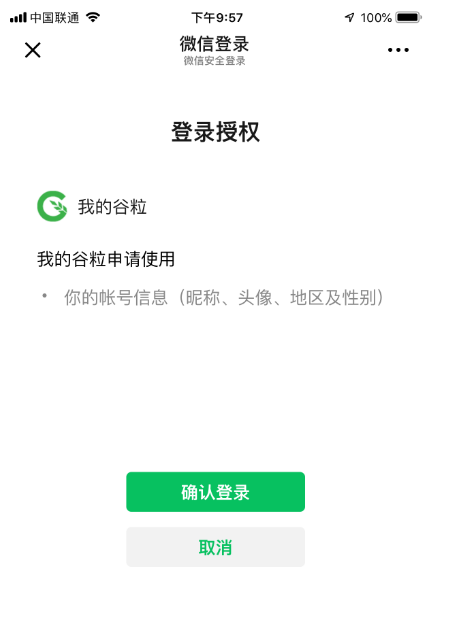 中国联通 下午9:57 100%
微信登录
微信安全登录
登录授权
我的谷粒
我的谷粒申请使用
• 你的帐号信息（昵称、头像、地区及性别）
确认登录
取消